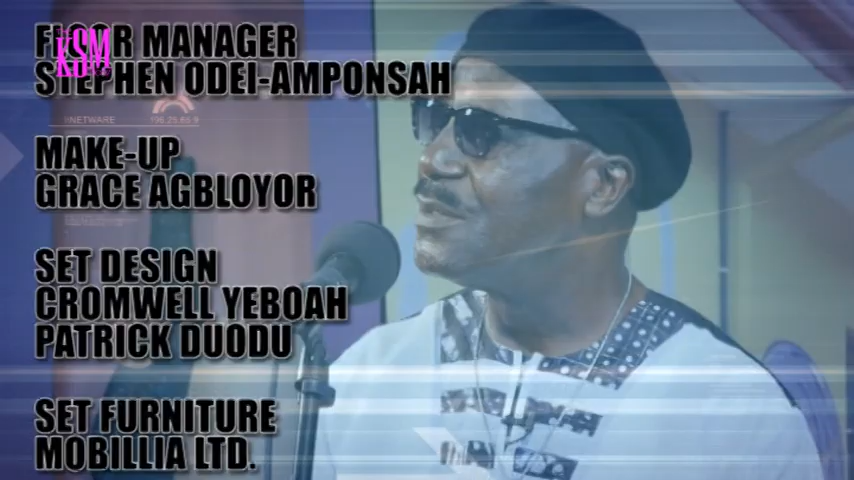 KSM
FLOOR MANAGER
STEPHEN ODEI-AMPONSAH
NETWARE
MAKE-UP
GRACE AGBLOYOR
SET DESIGN
CROMWELL YEBOAH
PATRICK DUODU
SET FURNITURE
MOBILLIA LTD.